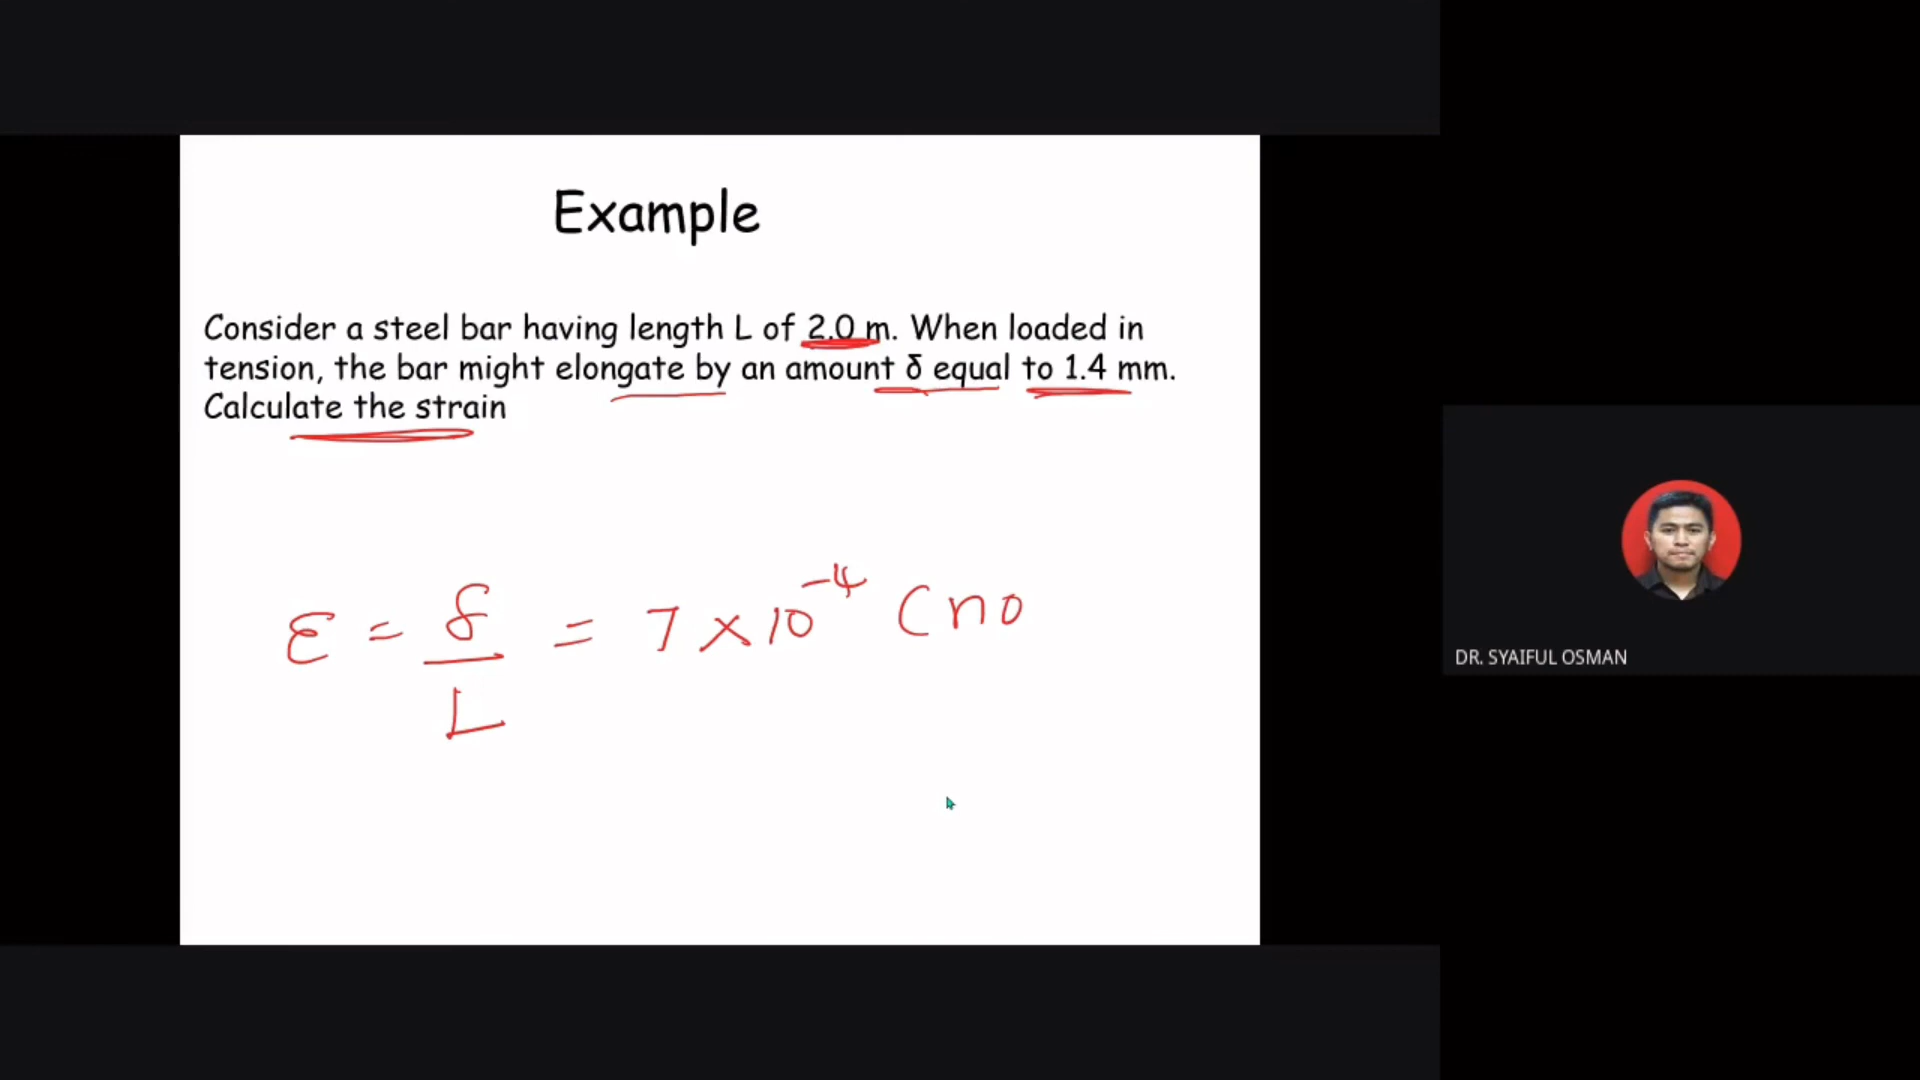 Example
Consider a steel bar having length L of 2.0 m. When loaded in
tension, the bar might elongate by an amount δ equal to 1.4 mm.
Calculate the strain
ε = δ/L = 7 × 10⁻⁴ (no
DR. SYAIFUL OSMAN